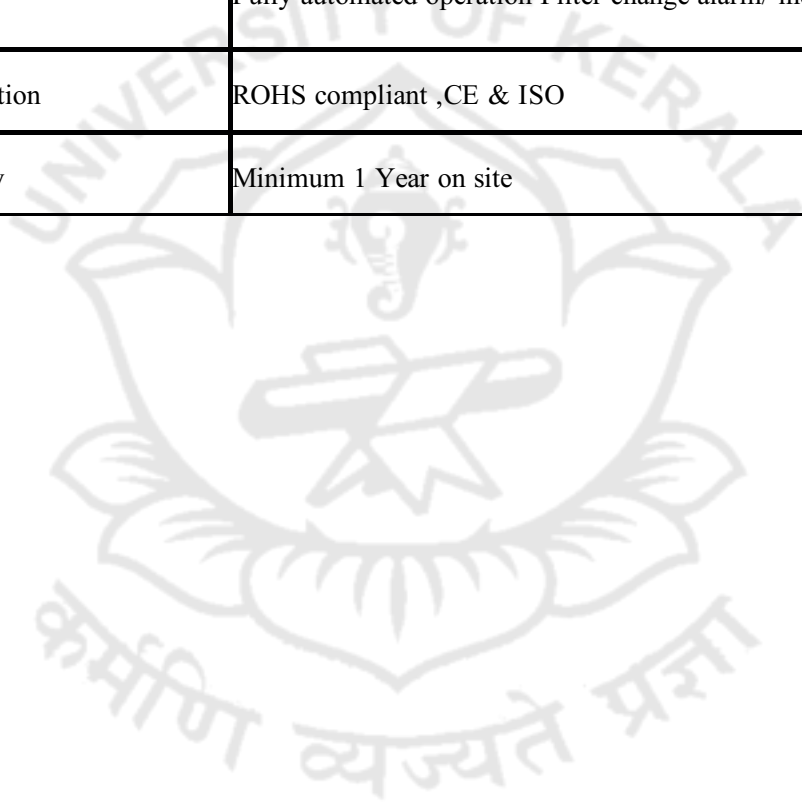 Fully automated operation Filter change alarm/
tion ROHS compliant ,CE & ISO
y Minimum 1 Year on site
UNIVERSITY OF KERALA
कर्मणि व्यज्यते प्रज्ञा